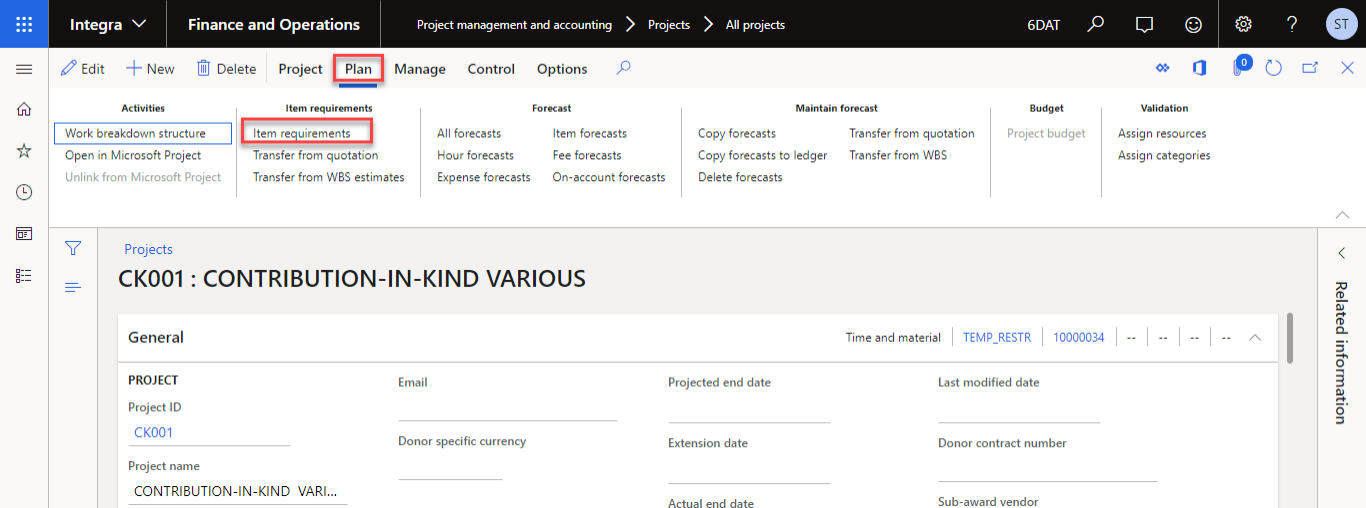 Integra Finance and Operations Project management and accounting Projects All projects 6DAT ? ST
Edit New Delete Project Plan Manage Control Options 0
Activities
Work breakdown structure
Open in Microsoft Project
Unlink from Microsoft Project
Item requirements
Item requirements
Transfer from quotation
Transfer from WBS estimates
Forecast
All forecasts Item forecasts
Hour forecasts Fee forecasts
Expense forecasts On-account forecasts
Maintain forecast
Copy forecasts Transfer from quotation
Copy forecasts to ledger Transfer from WBS
Delete forecasts
Budget
Project budget
Validation
Assign resources
Assign categories
Projects
CK001 : CONTRIBUTION-IN-KIND VARIOUS
General Time and material TEMP_RESTR 10000034 -- -- -- --
PROJECT
Project ID
CK001
Project name
CONTRIBUTION-IN-KIND VARI...
Email
Donor specific currency
Projected end date
Extension date
Actual end date
Last modified date
Donor contract number
Sub-award vendor
Related information